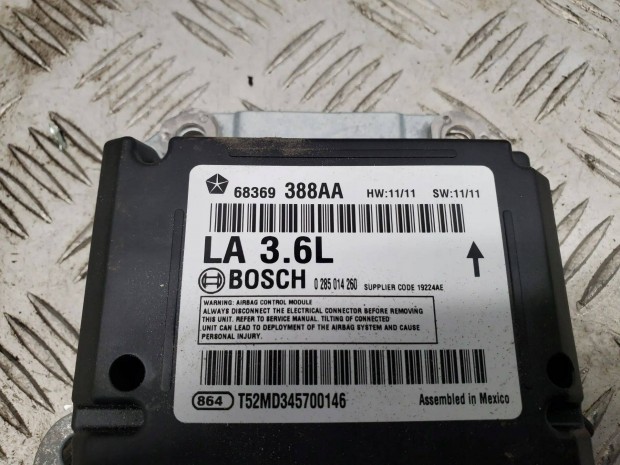 68369 388AA HW:11/11 SW:11/11
LA 3.6L
BOSCH 0 285 014 260 SUPPLIER CODE 19224AE
WARNING: AIRBAG CONTROL MODULE
ALWAYS DISCONNECT THE ELECTRICAL CONNECTOR BEFORE REMOVING
THIS UNIT. REFER TO SERVICE MANUAL. TILTING OF CONNECTED
UNIT CAN LEAD TO DEPLOYMENT OF THE AIRBAG SYSTEM AND CAUSE
PERSONAL INJURY.
864 T52MD345700146 Assembled in Mexico